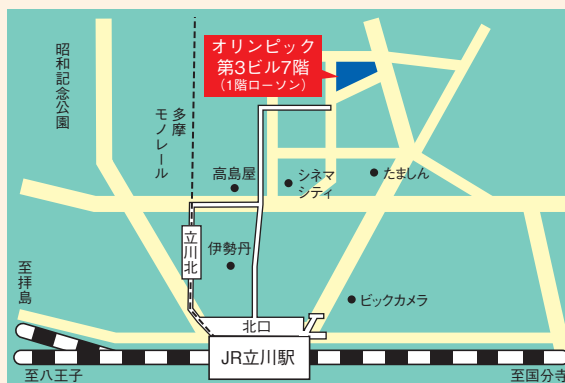 オリンピック
第3ビル7階
(1階ローソン)
昭和記念公園
多摩
モノレール
高島屋
シネマ
シティ
たましん
立川北
伊勢丹
至拝島
ビックカメラ
北口
JR立川駅
至八王子
至国分寺